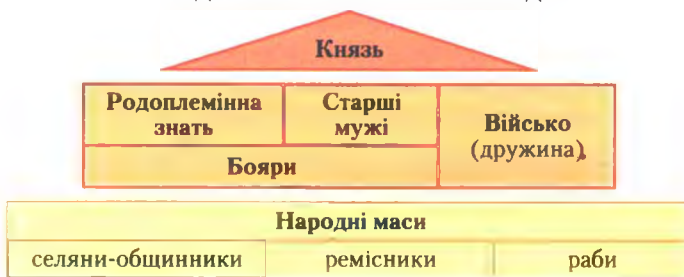 Князь
Родоплемінна
знать
Старші
мужі
Військо
(дружина)
Бояри
Народні маси
селяни-общинники
ремісники
раби